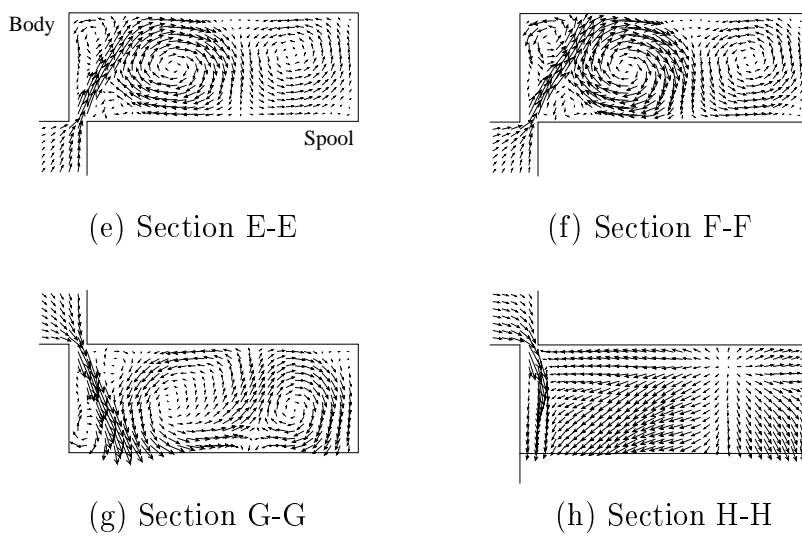 Body
Spool
(e) Section E-E
(f) Section F-F
(g) Section G-G
(h) Section H-H